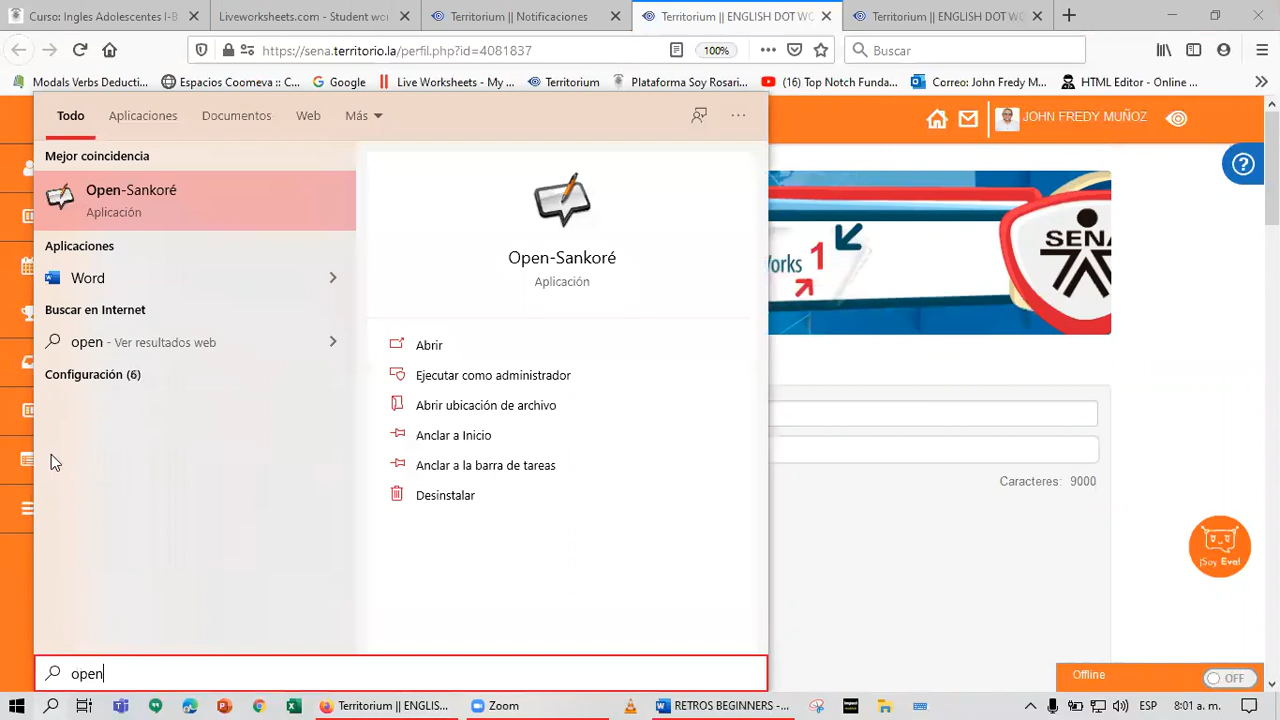 Curso: Inglés Adolescentes I-B
Liveworksheets.com - Student wor
Territorium || Notificaciones
Territorium || ENGLISH DOT WO
Territorium || ENGLISH DOT WO
https://sena.territorio.la/perfil.php?id=4081837
100%
Buscar
Modals Verbs Deducti...
Espacios Coomeva :: C...
Google
Live Worksheets - My ...
Territorium
Plataforma Soy Rosari...
(16) Top Notch Funda...
Correo: John Fredy M...
HTML Editor - Online ...
Todo
Aplicaciones
Documentos
Web
Más
JOHN FREDY MUÑOZ
Mejor coincidencia
Open-Sankoré
Aplicación
Aplicaciones
Word
Buscar en Internet
open - Ver resultados web
Configuración (6)
Open-Sankoré
Aplicación
Abrir
Ejecutar como administrador
Abrir ubicación de archivo
Anclar a Inicio
Anclar a la barra de tareas
Desinstalar
orks 1
SENA
Caracteres: 9000
¡Soy Eva!
open
Offline
OFF
Territorium || ENGLIS...
Zoom
RETROS BEGINNERS - ...
ESP
8:01 a. m.